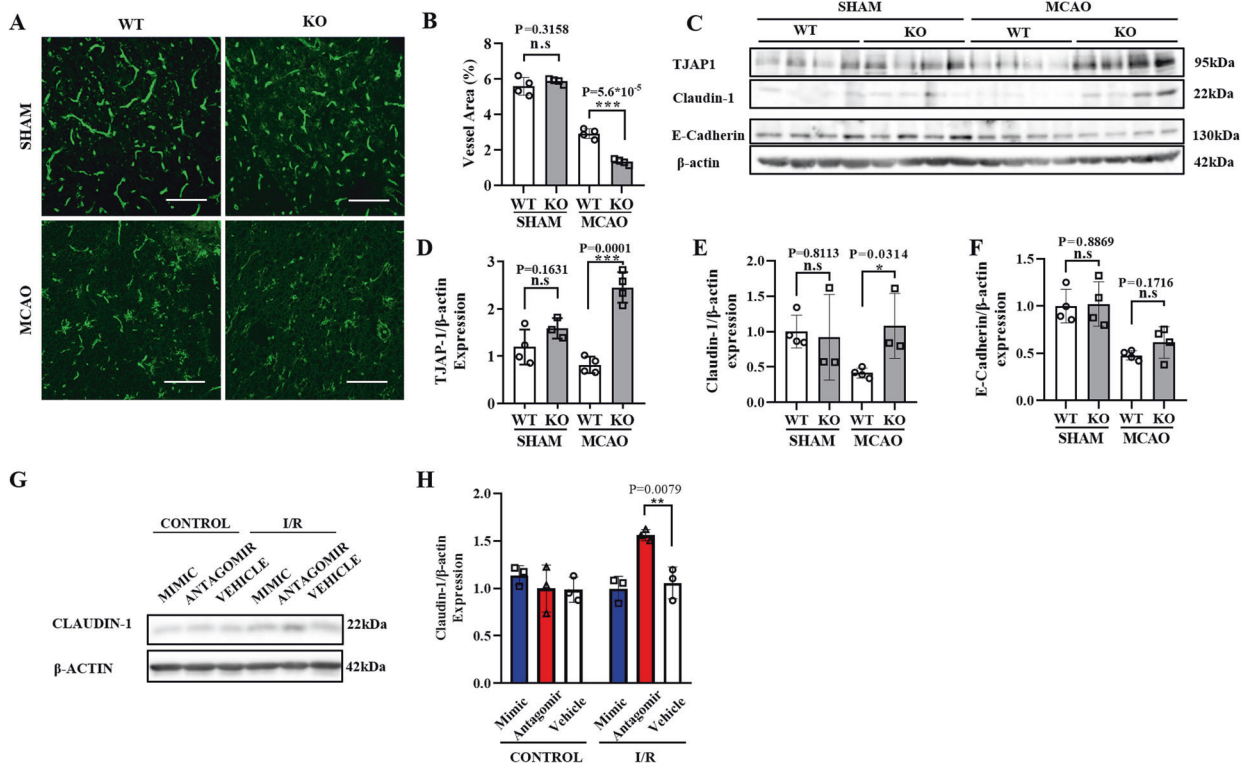 A
WT
KO
SHAM
MCAO
B
P=0.3158
n.s
P=5.6*10-5
***
Vessel Area (%)
8
6
4
2
0
WT KO WT KO
SHAM MCAO
C
SHAM MCAO
WT KO WT KO
TJAP1 95kDa
Claudin-1 22kDa
E-Cadherin 130kDa
β-actin 42kDa
D
P=0.0001
***
P=0.1631
n.s
TJAP-1/β-actin
Expression
3
2
1
0
WT KO WT KO
SHAM MCAO
E
P=0.8113
n.s
P=0.0314
*
Claudin-1/β-actin
expression
2.0
1.5
1.0
0.5
0.0
WT KO WT KO
SHAM MCAO
F
P=0.8869
n.s
P=0.1716
n.s
E-Cadherin/β-actin
expression
1.5
1.0
0.5
0.0
WT KO WT KO
SHAM MCAO
G
CONTROL I/R
MIMIC ANTAGOMIR VEHICLE MIMIC ANTAGOMIR VEHICLE
CLAUDIN-1 22kDa
β-ACTIN 42kDa
H
P=0.0079
**
Claudin-1/β-actin
Expression
2.0
1.5
1.0
0.5
0.0
Mimic Antagomir Vehicle Mimic Antagomir Vehicle
CONTROL I/R